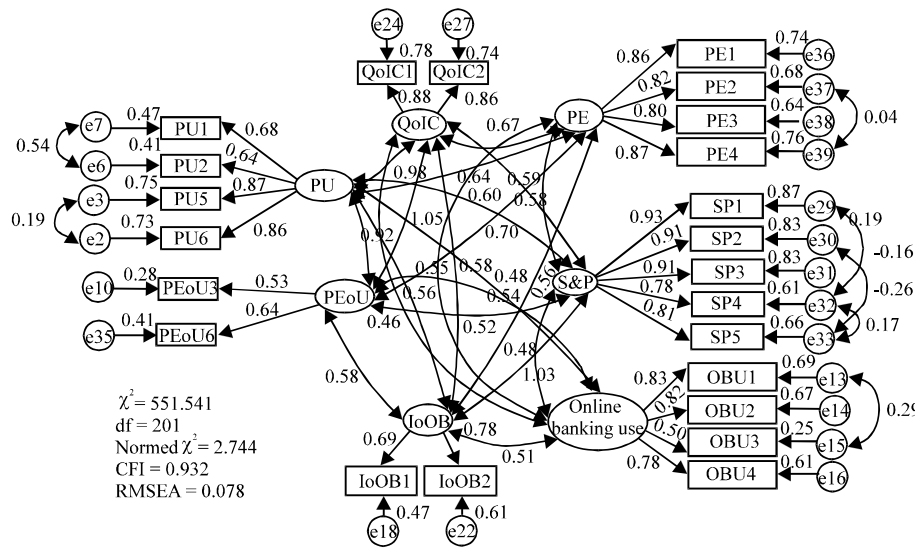 e24
e27
0.78
0.74
QoIC1
QoIC2
0.88
0.86
QoIC
e7
0.47
PU1
0.68
0.54
e6
0.41
PU2
0.64
e3
0.75
PU5
0.87
0.19
e2
0.73
PU6
0.86
PU
e10
0.28
PEoU3
0.53
e35
0.41
PEoU6
0.64
PEoU
PE
0.86
PE1
0.74
e36
0.82
PE2
0.68
e37
0.80
PE3
0.64
e38
0.04
0.87
PE4
0.76
e39
0.67
0.98
0.64
0.59
0.60
0.58
1.05
0.70
0.92
0.55
0.58
0.48
0.56
0.54
0.56
0.46
0.52
0.48
1.03
0.58
0.78
0.51
S&P
0.93
SP1
0.87
e29
0.19
0.91
SP2
0.83
e30
-0.16
0.91
SP3
0.83
e31
-0.26
0.78
SP4
0.61
e32
0.17
0.81
SP5
0.66
e33
Online
banking use
0.83
OBU1
0.69
e13
0.82
OBU2
0.67
e14
0.29
0.50
OBU3
0.25
e15
0.78
OBU4
0.61
e16
IoOB
0.69
IoOB1
IoOB2
0.47
0.61
e18
e22
χ² = 551.541
df = 201
Normed χ² = 2.744
CFI = 0.932
RMSEA = 0.078